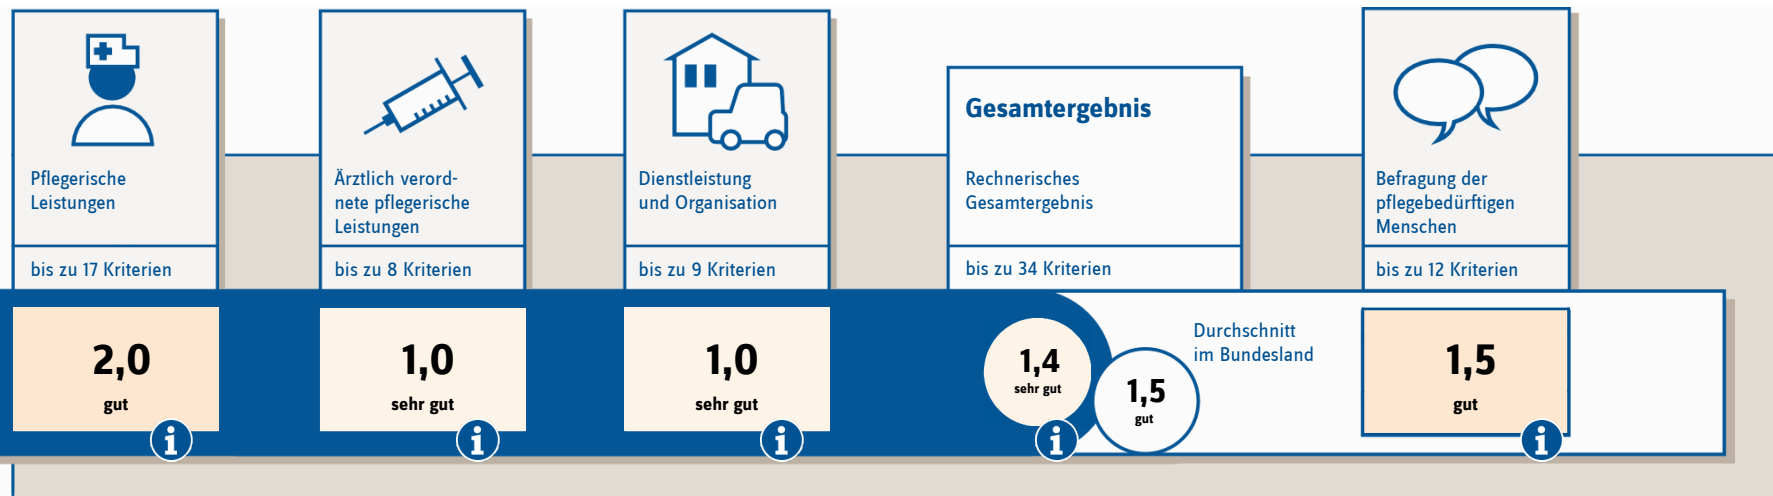 Pflegerische
Leistungen
bis zu 17 Kriterien
2,0
gut
i
Ärztlich verord-
nete pflegerische
Leistungen
bis zu 8 Kriterien
1,0
sehr gut
i
Dienstleistung
und Organisation
bis zu 9 Kriterien
1,0
sehr gut
i
Gesamtergebnis
Rechnerisches
Gesamtergebnis
bis zu 34 Kriterien
1,4
sehr gut
i
Durchschnitt
im Bundesland
1,5
gut
Befragung der
pflegebedürftigen
Menschen
bis zu 12 Kriterien
1,5
gut
i